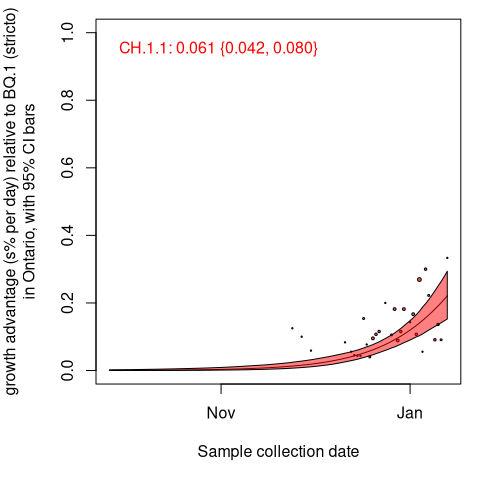 growth advantage (s% per day) relative to BQ.1 (stricto)
in Ontario, with 95% CI bars
1.0
0.8
0.6
0.4
0.2
0.0
CH.1.1: 0.061 {0.042, 0.080}
Nov
Jan
Sample collection date